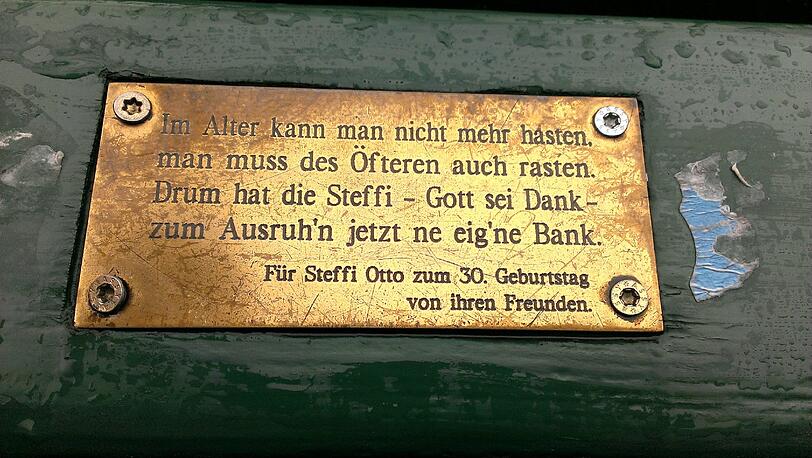 Im Alter kann man nicht mehr hasten,
man muss des Öfteren auch rasten.
Drum hat die Steffi - Gott sei Dank-
zum Ausruh'n jetzt ne eig'ne Bank.
Für Steffi Otto zum 30. Geburtstag
von ihren Freunden.